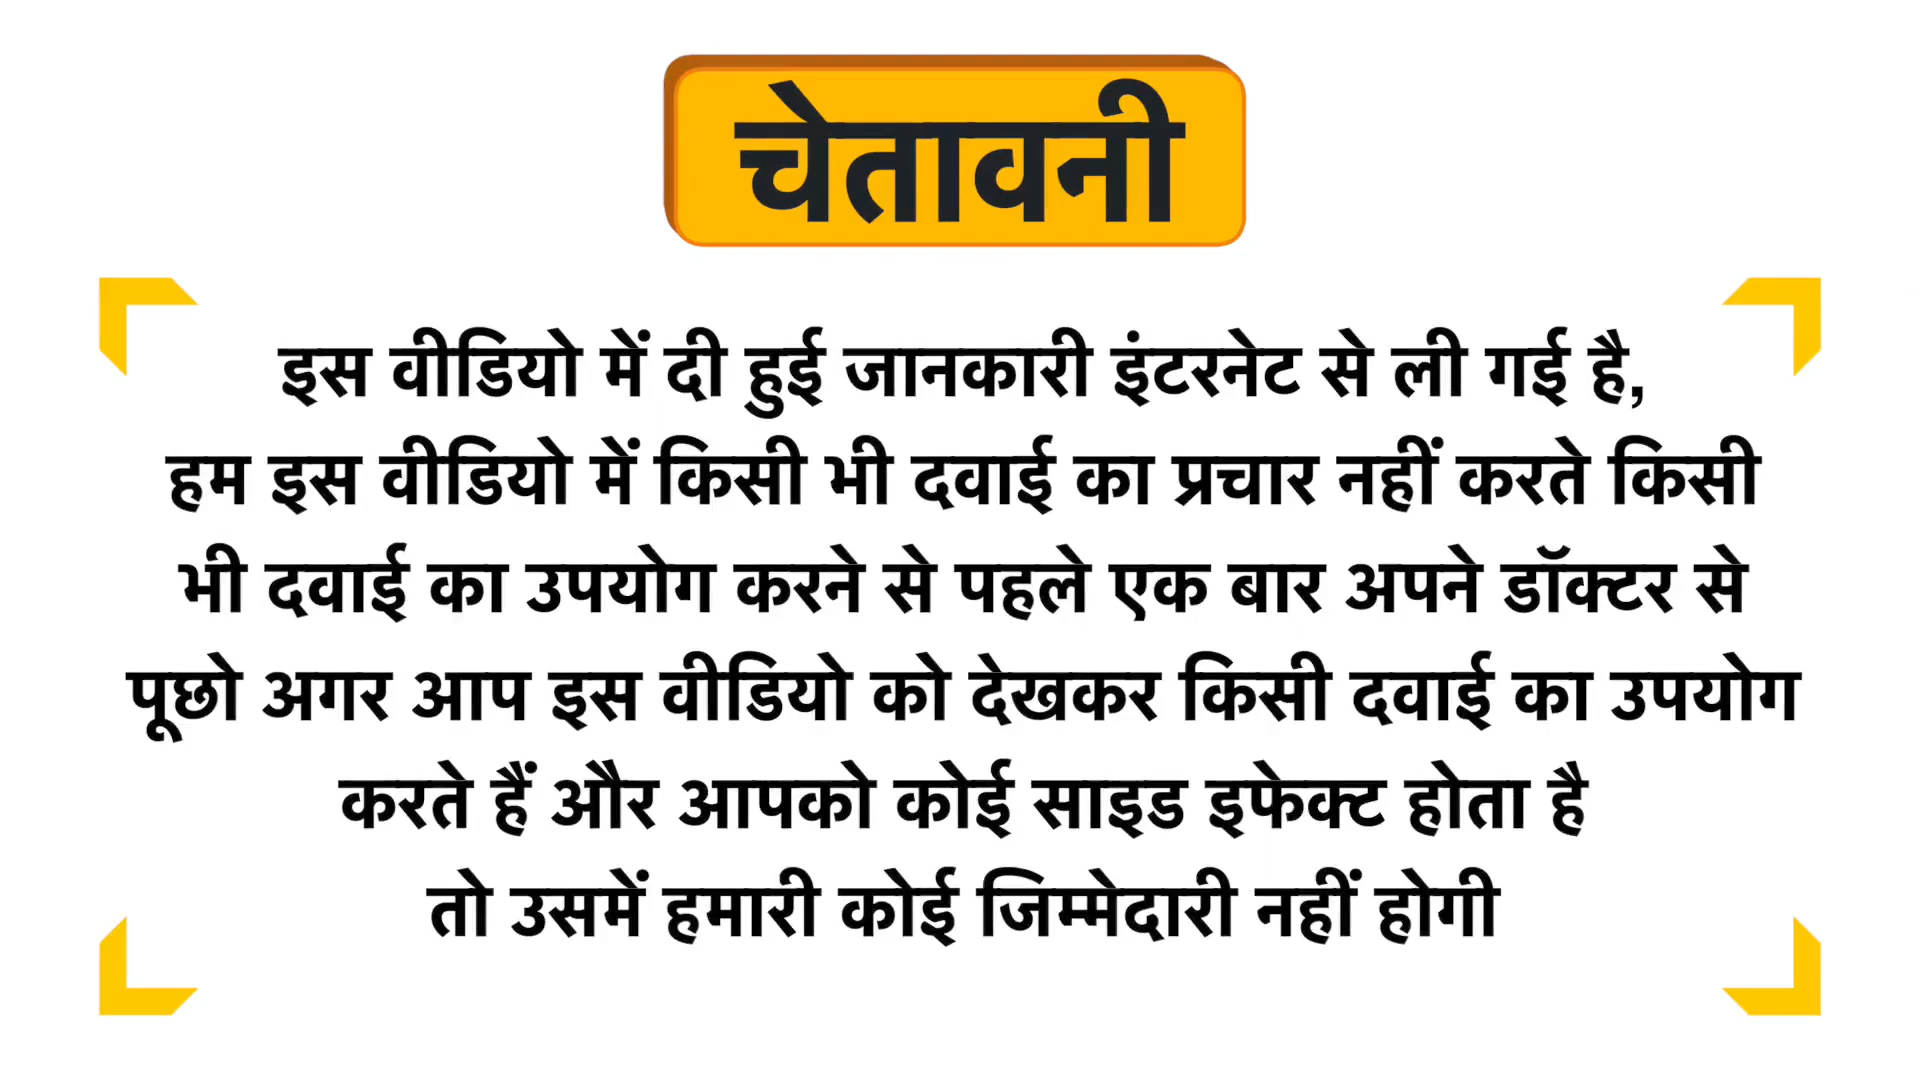 चेतावनी
इस वीडियो में दी हुई जानकारी इंटरनेट से ली गई है,
हम इस वीडियो में किसी भी दवाई का प्रचार नहीं करते किसी
भी दवाई का उपयोग करने से पहले एक बार अपने डॉक्टर से
पूछो अगर आप इस वीडियो को देखकर किसी दवाई का उपयोग
करते हैं और आपको कोई साइड इफेक्ट होता है
तो उसमें हमारी कोई जिम्मेदारी नहीं होगी